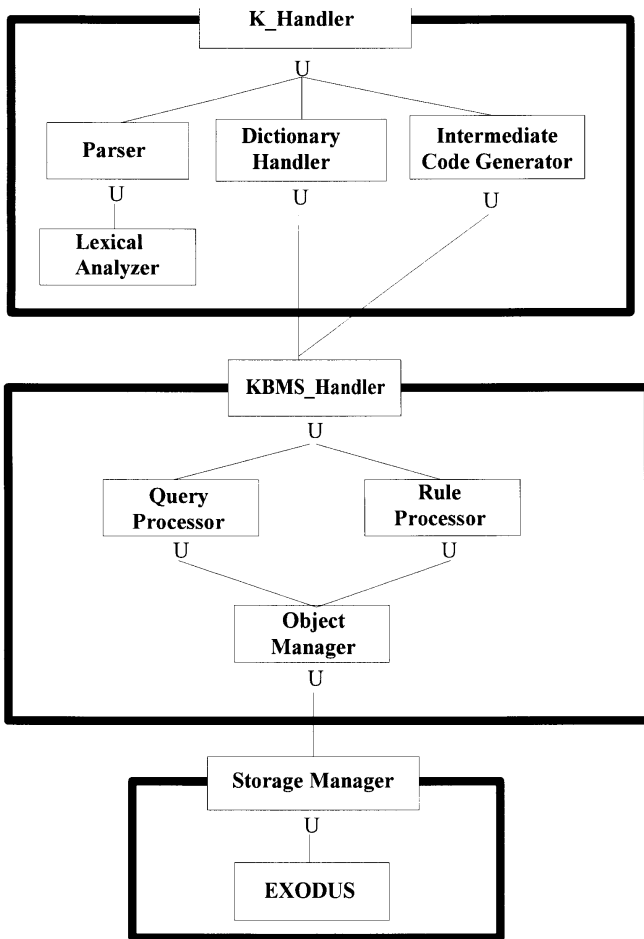 K_Handler
U
Parser
Dictionary
Handler
Intermediate
Code Generator
U
U
U
Lexical
Analyzer
KBMS_Handler
U
Query
Processor
Rule
Processor
U
U
Object
Manager
U
Storage Manager
U
EXODUS